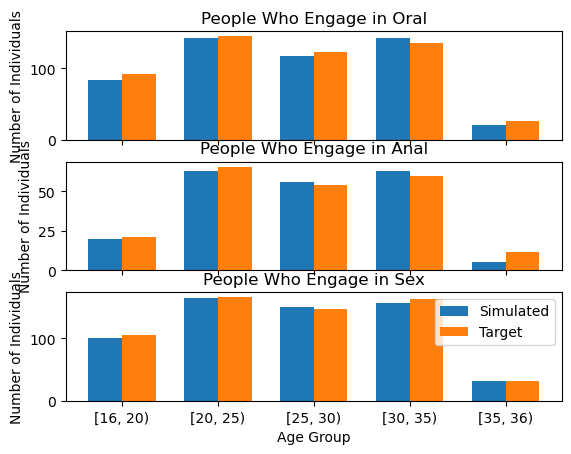 People Who Engage in Oral
Number of Individuals
100
0
People Who Engage in Anal
Number of Individuals
50
25
0
People Who Engage in Sex
Number of Individuals
100
0
Simulated
Target
[16, 20)
[20, 25)
[25, 30)
[30, 35)
[35, 36)
Age Group